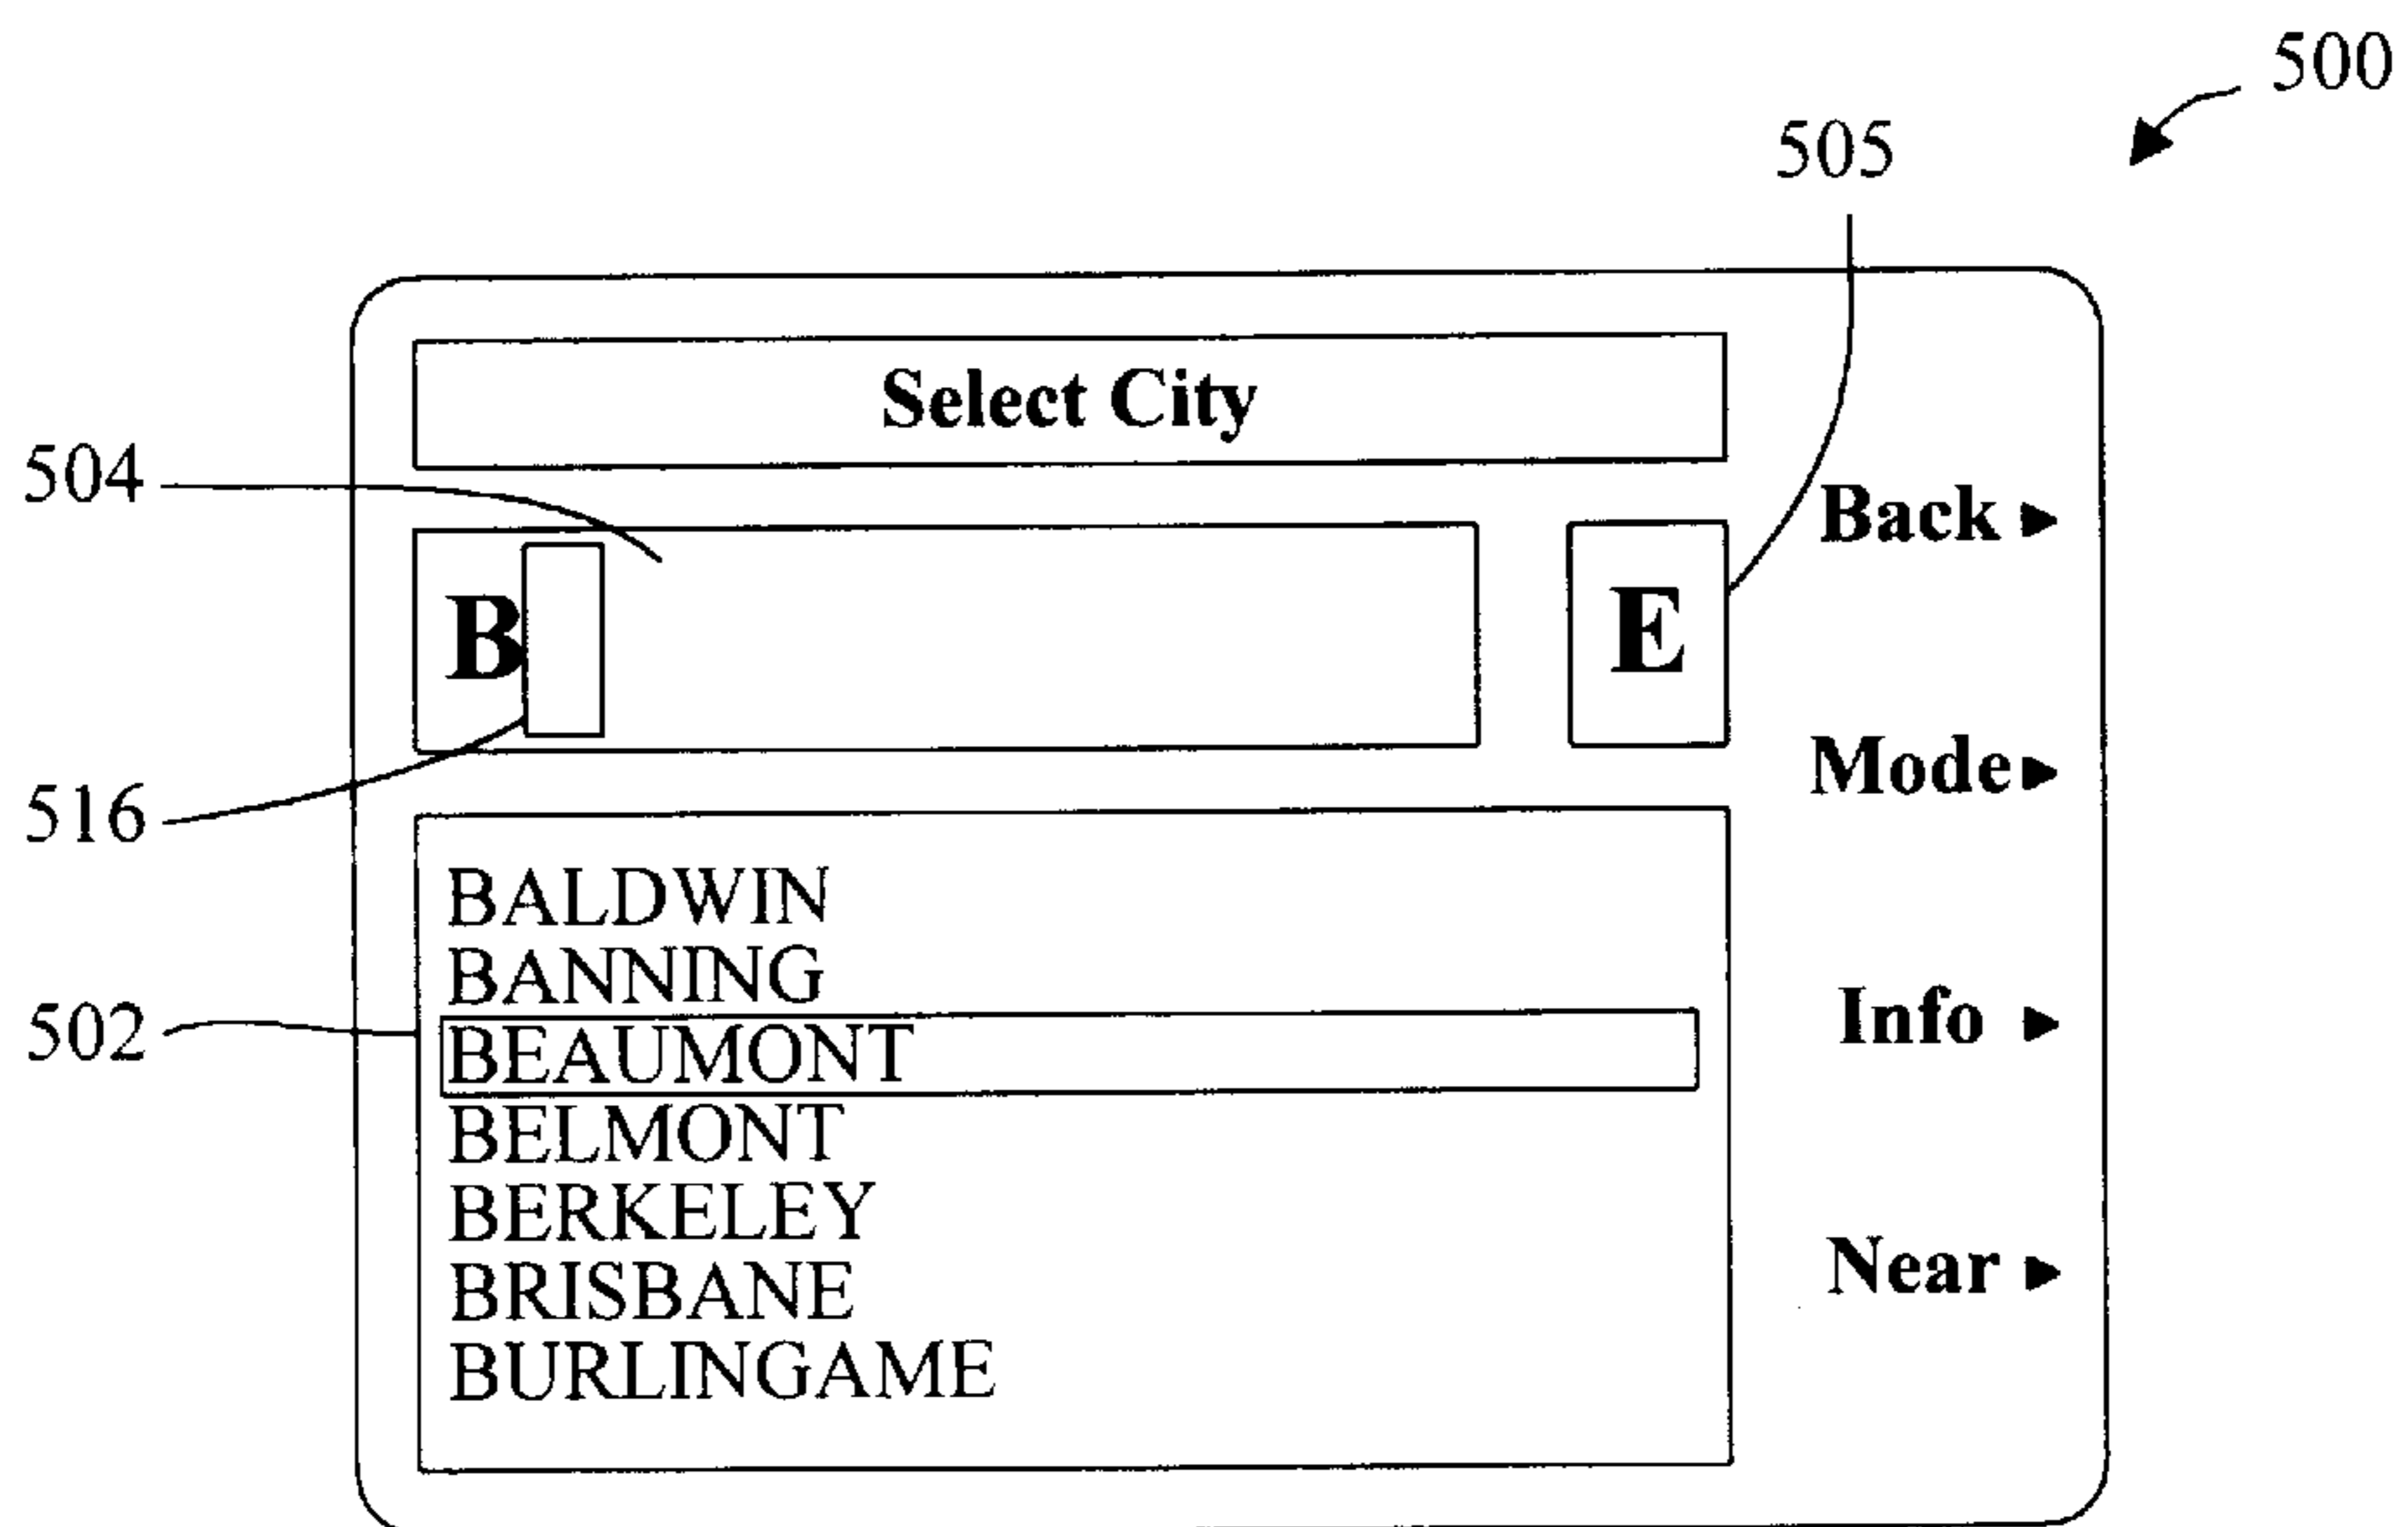 500
505
Select City
504
Back
B
E
Mode
516
BALDWIN
BANNING
Info
502
BEAUMONT
BELMONT
BERKELEY
Near
BRISBANE
BURLINGAME